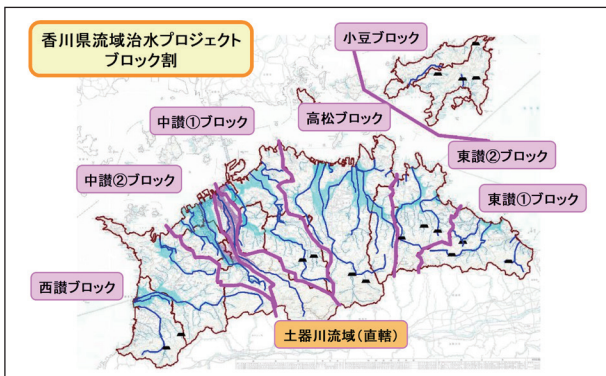 香川県流域治水プロジェクト
ブロック割
小豆ブロック
中讃①ブロック
高松ブロック
中讃②ブロック
東讃②ブロック
東讃①ブロック
西讃ブロック
土器川流域(直轄)